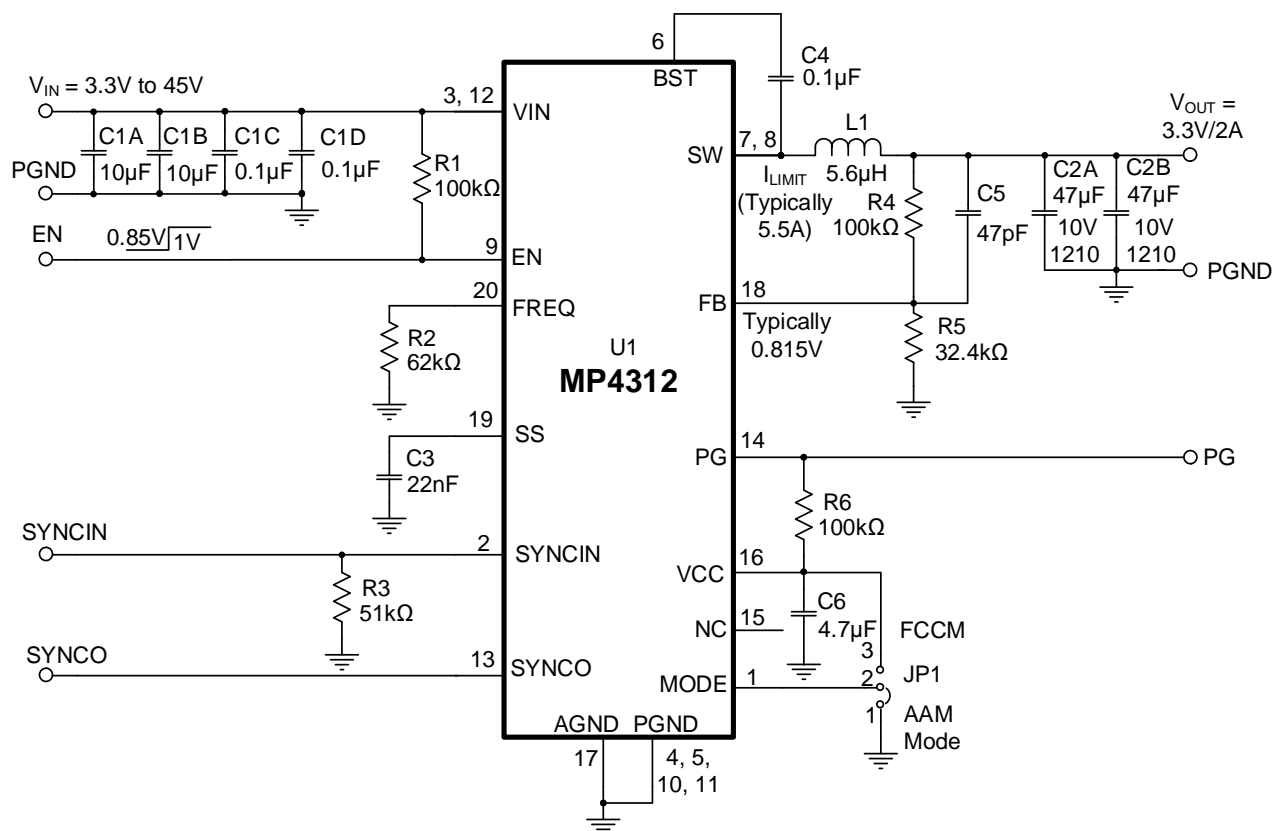 6
BST
C4
0.1µF
V_IN = 3.3V to 45V
3, 12
VIN
C1A
10µF
C1B
10µF
C1C
0.1µF
C1D
0.1µF
PGND
R1
100kΩ
EN
0.85V
1V
9
EN
20
FREQ
R2
62kΩ
19
SS
C3
22nF
SYNCIN
2
SYNCIN
R3
51kΩ
SYNCO
13
SYNCO
U1
MP4312
AGND
PGND
17
4, 5,
10, 11
SW
7, 8
L1
5.6µH
I_LIMIT
(Typically
5.5A)
R4
100kΩ
C5
47pF
C2A
47µF
10V
1210
C2B
47µF
10V
1210
V_OUT =
3.3V/2A
PGND
FB
18
Typically
0.815V
R5
32.4kΩ
PG
14
PG
R6
100kΩ
VCC
16
C6
4.7µF
NC
15
FCCM
3
JP1
2
MODE
1
1
AAM
Mode